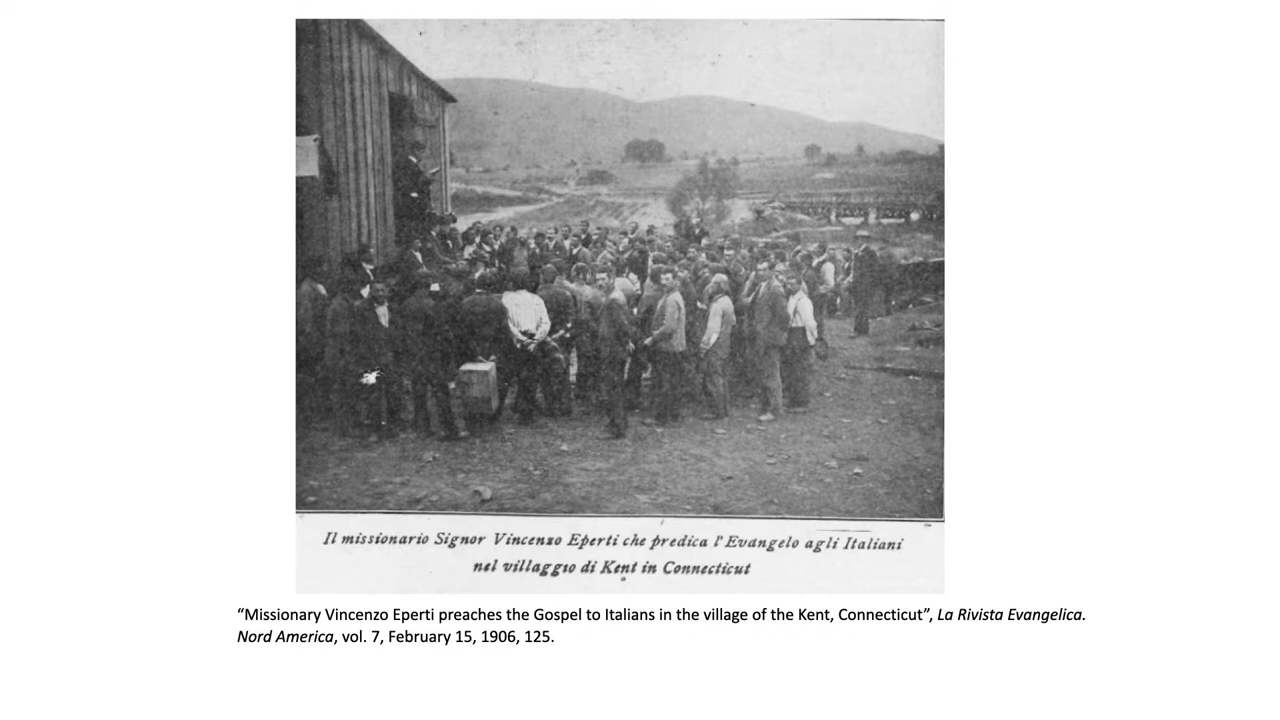 Il missionario Signor Vincenzo Eperti che predica l'Evangelo agli Italiani
nel villaggio di Kent in Connecticut
“Missionary Vincenzo Eperti preaches the Gospel to Italians in the village of the Kent, Connecticut”, La Rivista Evangelica.
Nord America, vol. 7, February 15, 1906, 125.